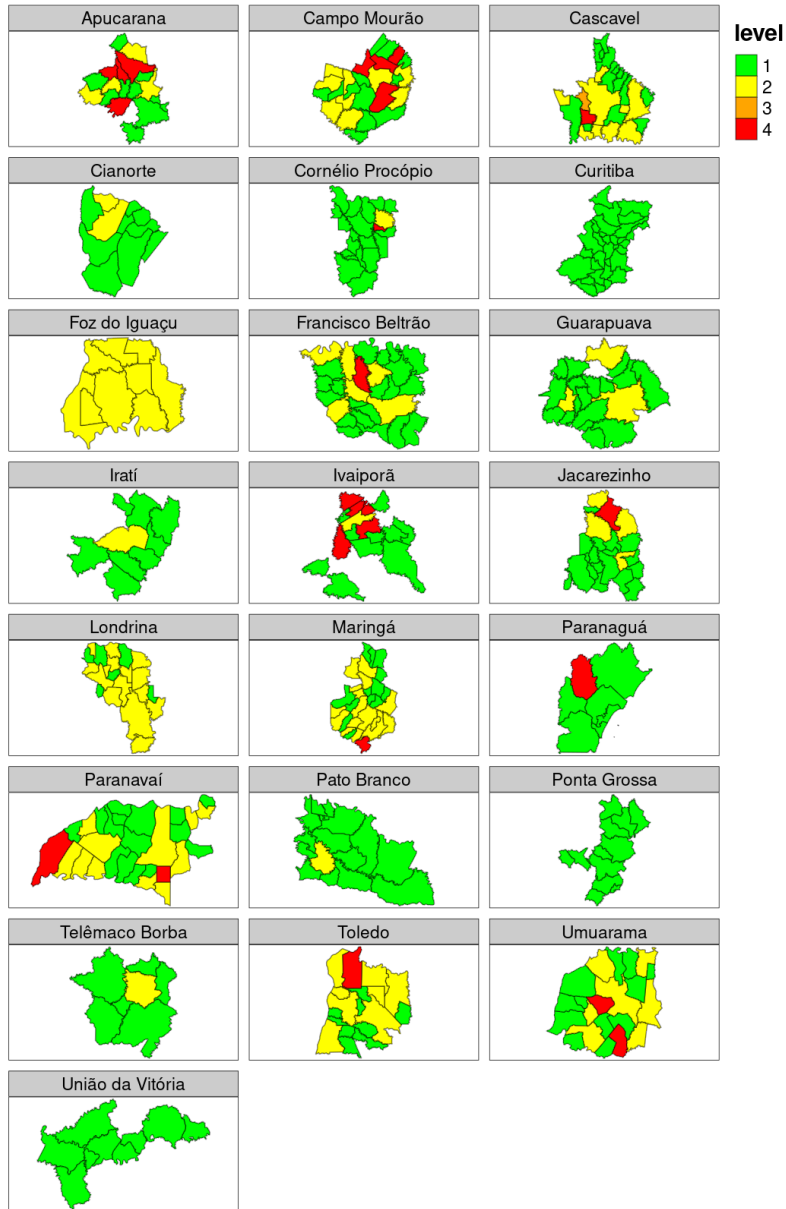 Apucarana
Campo Mourão
Cascavel
level
1
2
3
4
Cianorte
Cornélio Procópio
Curitiba
Foz do Iguaçu
Francisco Beltrão
Guarapuava
Iratí
Ivaiporã
Jacarezinho
Londrina
Maringá
Paranaguá
Paranavaí
Pato Branco
Ponta Grossa
Telêmaco Borba
Toledo
Umuarama
União da Vitória